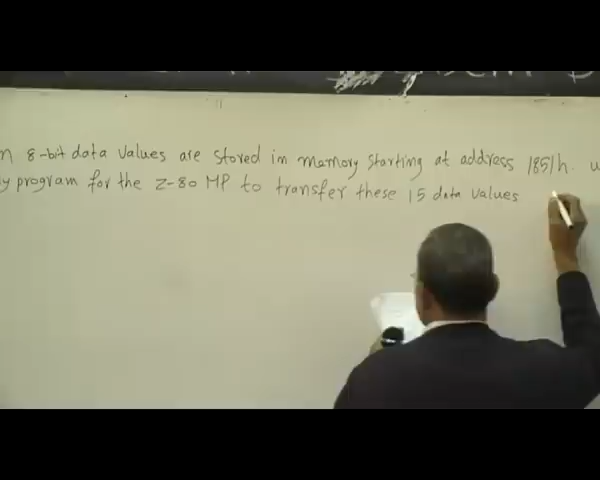 8-bit data values are stored in memory starting at address 1851h.
program for the Z-80 MP to transfer these 15 data values